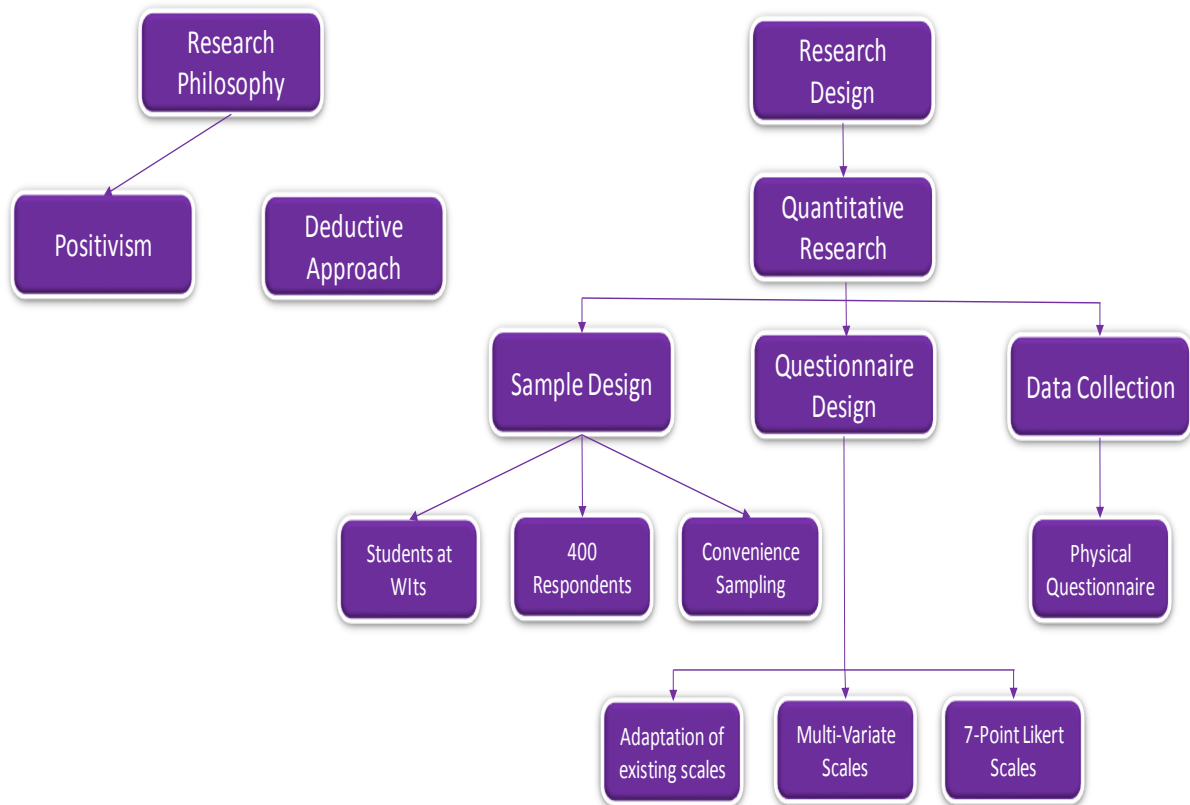 Research
Philosophy
Research
Design
Positivism
Deductive
Approach
Quantitative
Research
Sample Design
Questionnaire
Design
Data Collection
Students at
WIts
400
Respondents
Convenience
Sampling
Physical
Questionnaire
Adaptation of
existing scales
Multi-Variate
Scales
7-Point Likert
Scales